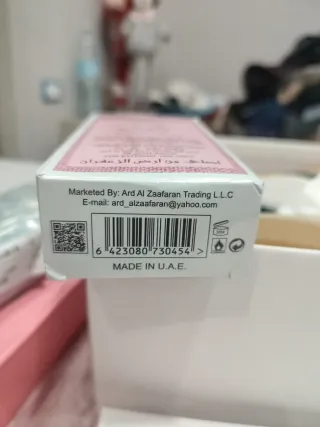 Marketed By: Ard Al Zaafaran Trading L.L.C
E-mail: ard_alzaafaran@yahoo.com
6 423080 730454 >
MADE IN U.A.E.